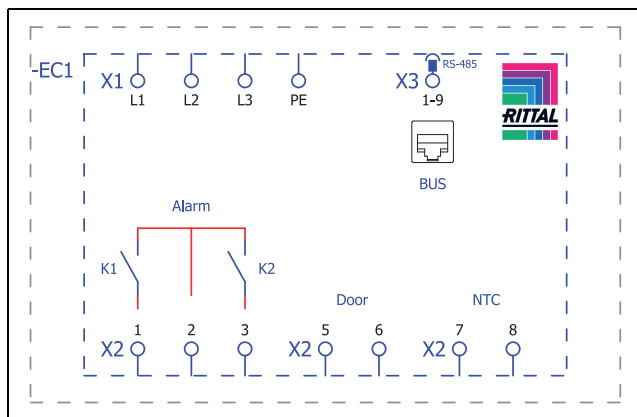 -EC1
X1
L1
L2
L3
PE
X3
RS-485
1-9
RITTAL
BUS
Alarm
K1
K2
Door
NTC
X2
1
2
3
X2
5
6
X2
7
8